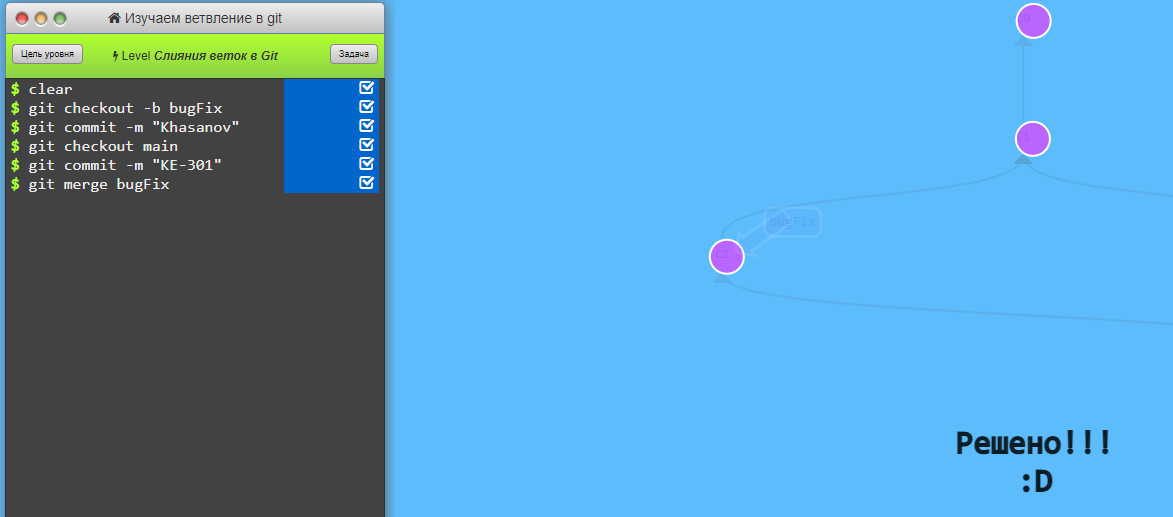 Изучаем ветвление в git
Цель уровня
Level Слияния веток в Git
Задача
$ clear
$ git checkout -b bugFix
$ git commit -m "Khasanov"
$ git checkout main
$ git commit -m "KE-301"
$ git merge bugFix
bugFix
C2
Решено!!!
:D